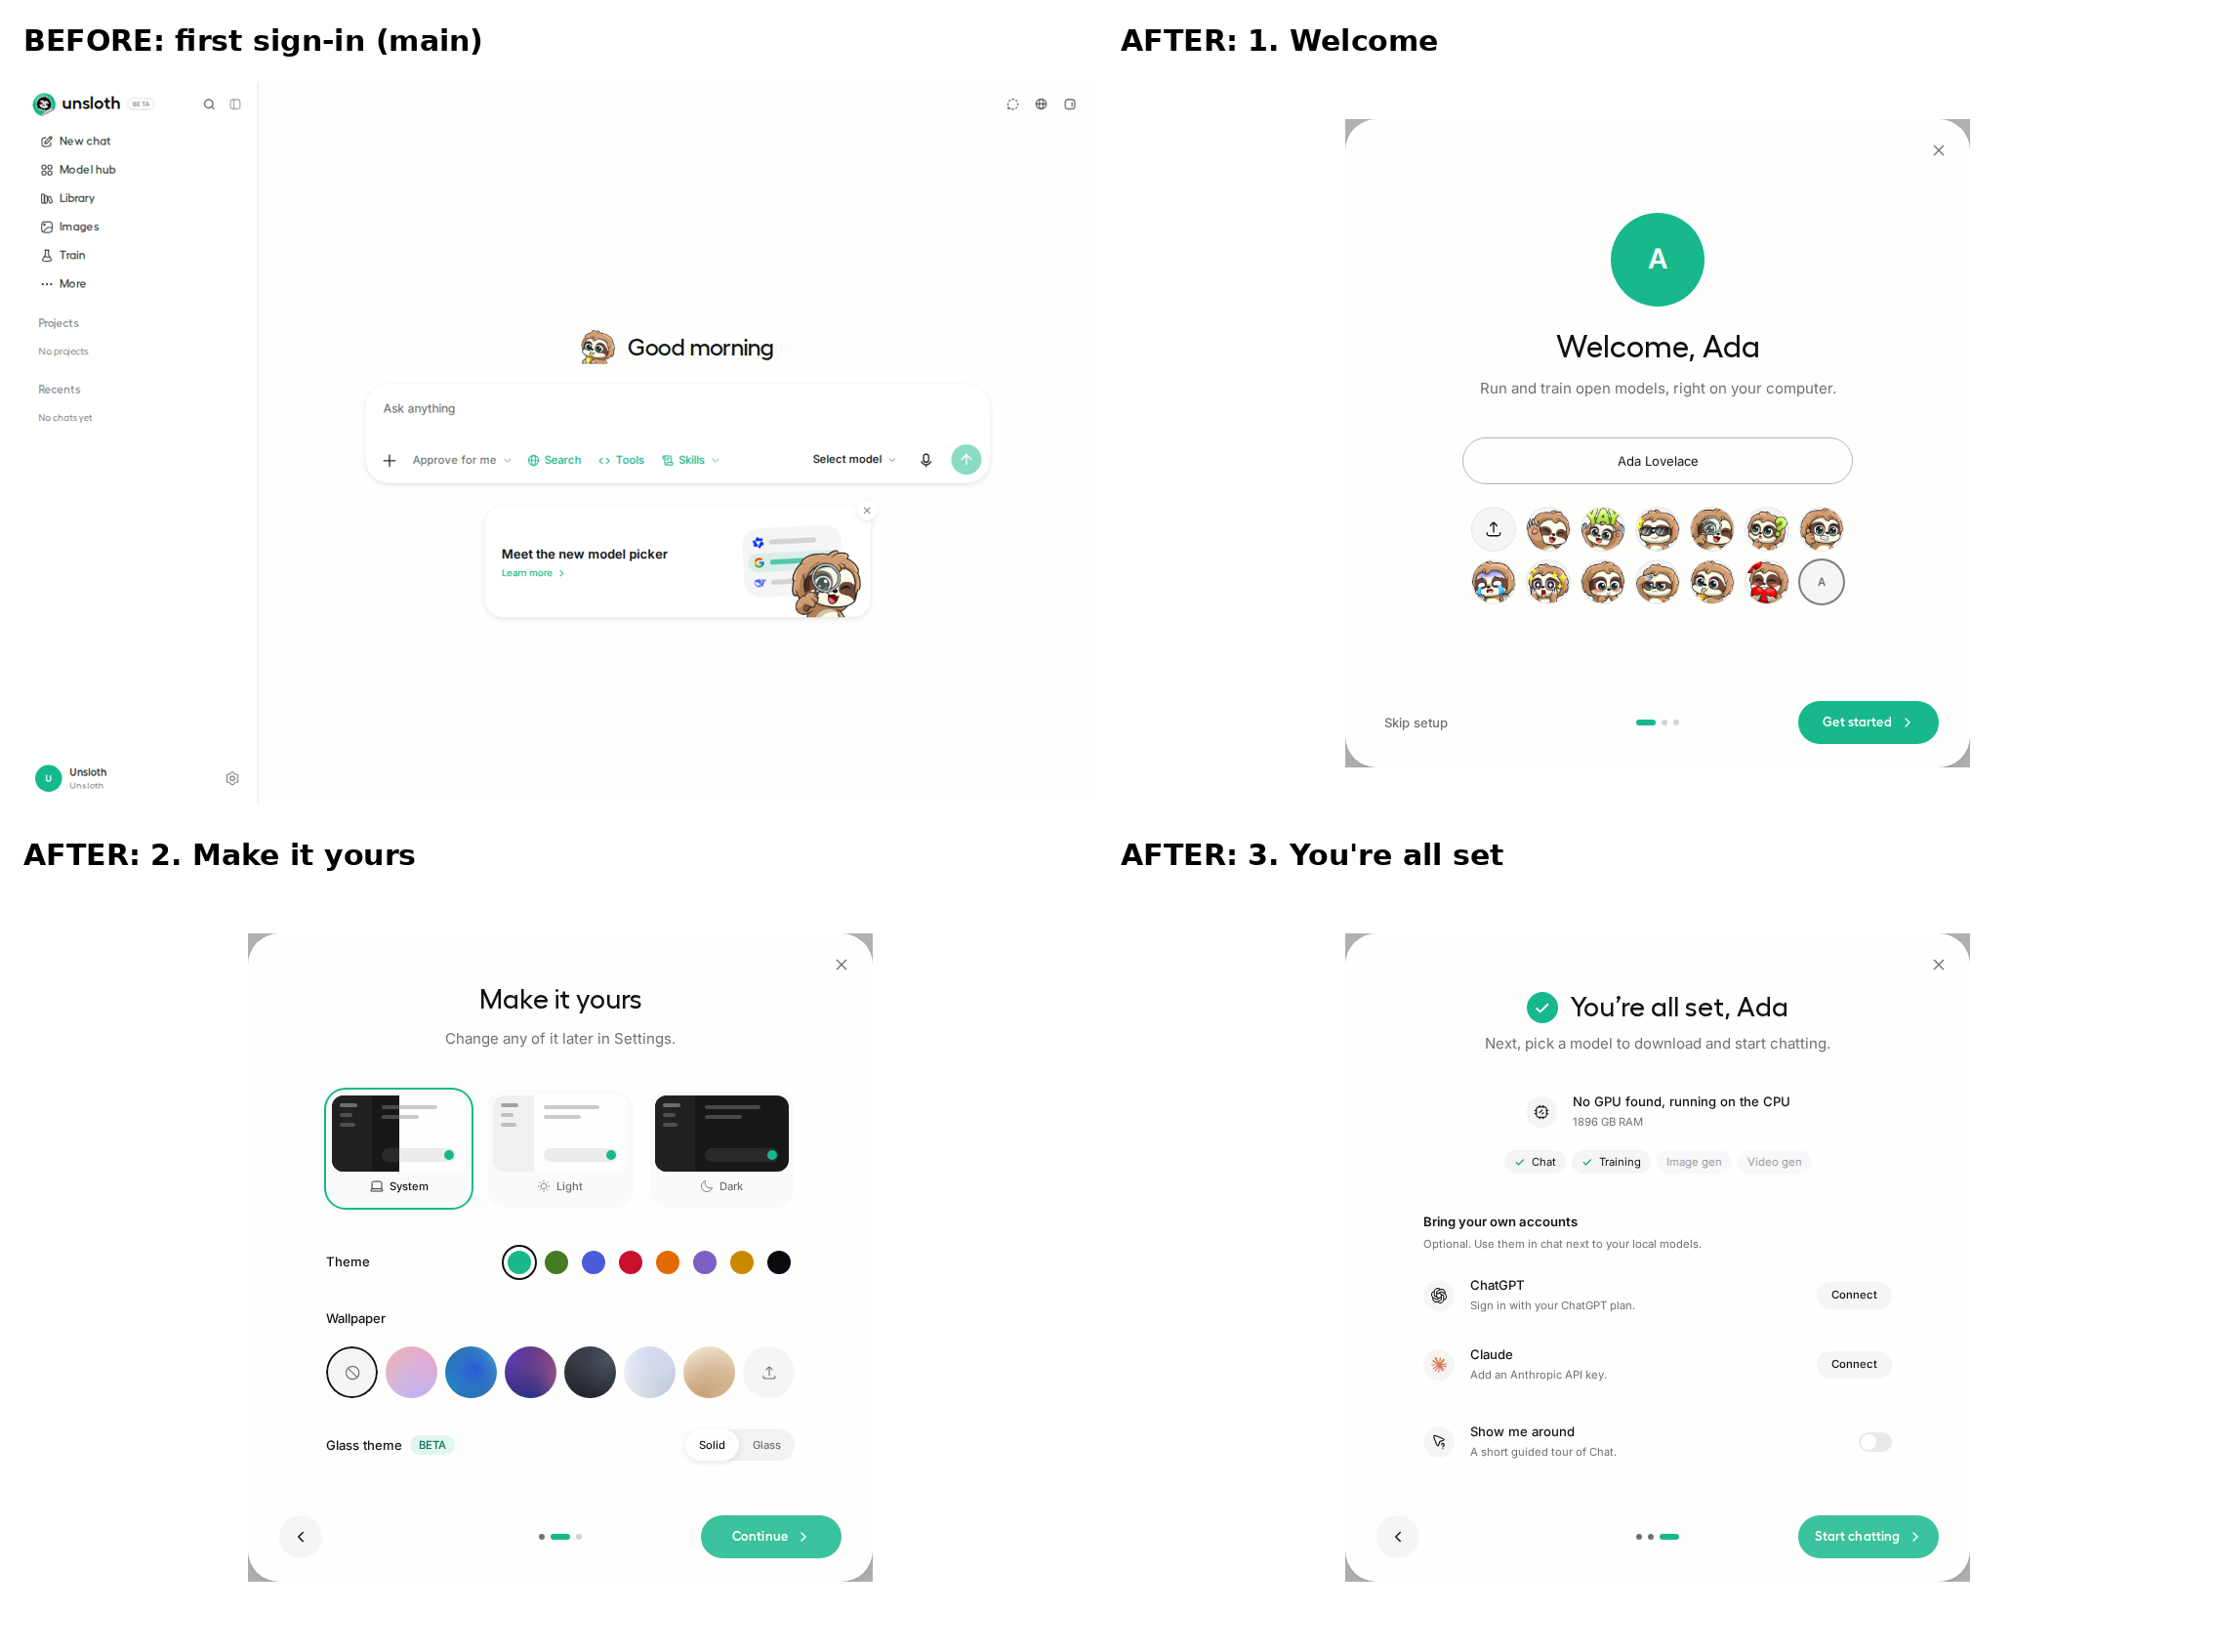 BEFORE: first sign-in (main)
unsloth BETA
New chat
Model hub
Library
Images
Train
More
Projects
No projects
Recents
No chats yet
Good morning
Ask anything
Approve for me
Search
Tools
Skills
Select model
Meet the new model picker
Learn more
U
Unsloth
Unsloth
AFTER: 1. Welcome
A
Welcome, Ada
Run and train open models, right on your computer.
Ada Lovelace
YAY
A
Skip setup
Get started
AFTER: 2. Make it yours
Make it yours
Change any of it later in Settings.
System
Light
Dark
Theme
Wallpaper
Glass theme BETA
Solid
Glass
Continue
AFTER: 3. You're all set
You’re all set, Ada
Next, pick a model to download and start chatting.
No GPU found, running on the CPU
1896 GB RAM
Chat
Training
Image gen
Video gen
Bring your own accounts
Optional. Use them in chat next to your local models.
ChatGPT
Sign in with your ChatGPT plan.
Connect
Claude
Add an Anthropic API key.
Connect
Show me around
A short guided tour of Chat.
Start chatting